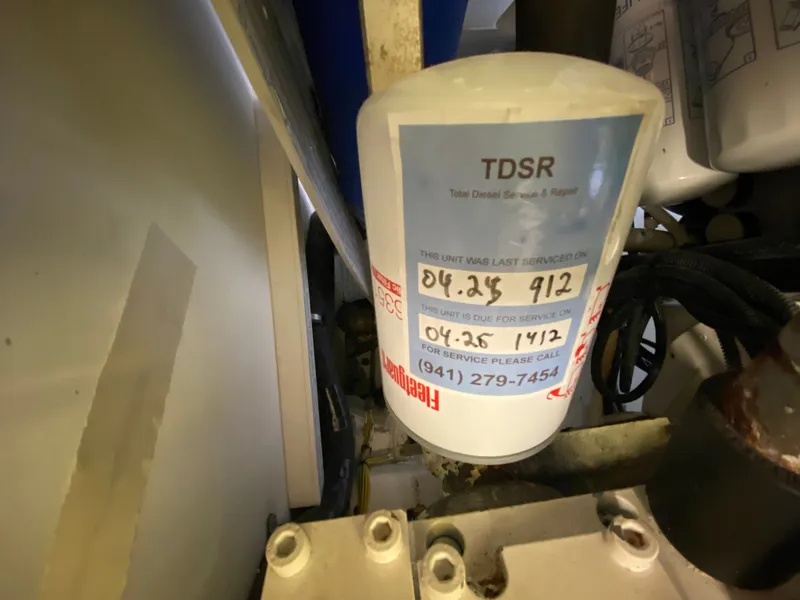 TDSR
Total Diesel Service & Repair
THIS UNIT WAS LAST SERVICED ON
04.25 912
THIS UNIT IS DUE FOR SERVICE ON
04.26 1412
FOR SERVICE PLEASE CALL
(941) 279-7454
Fleetguard